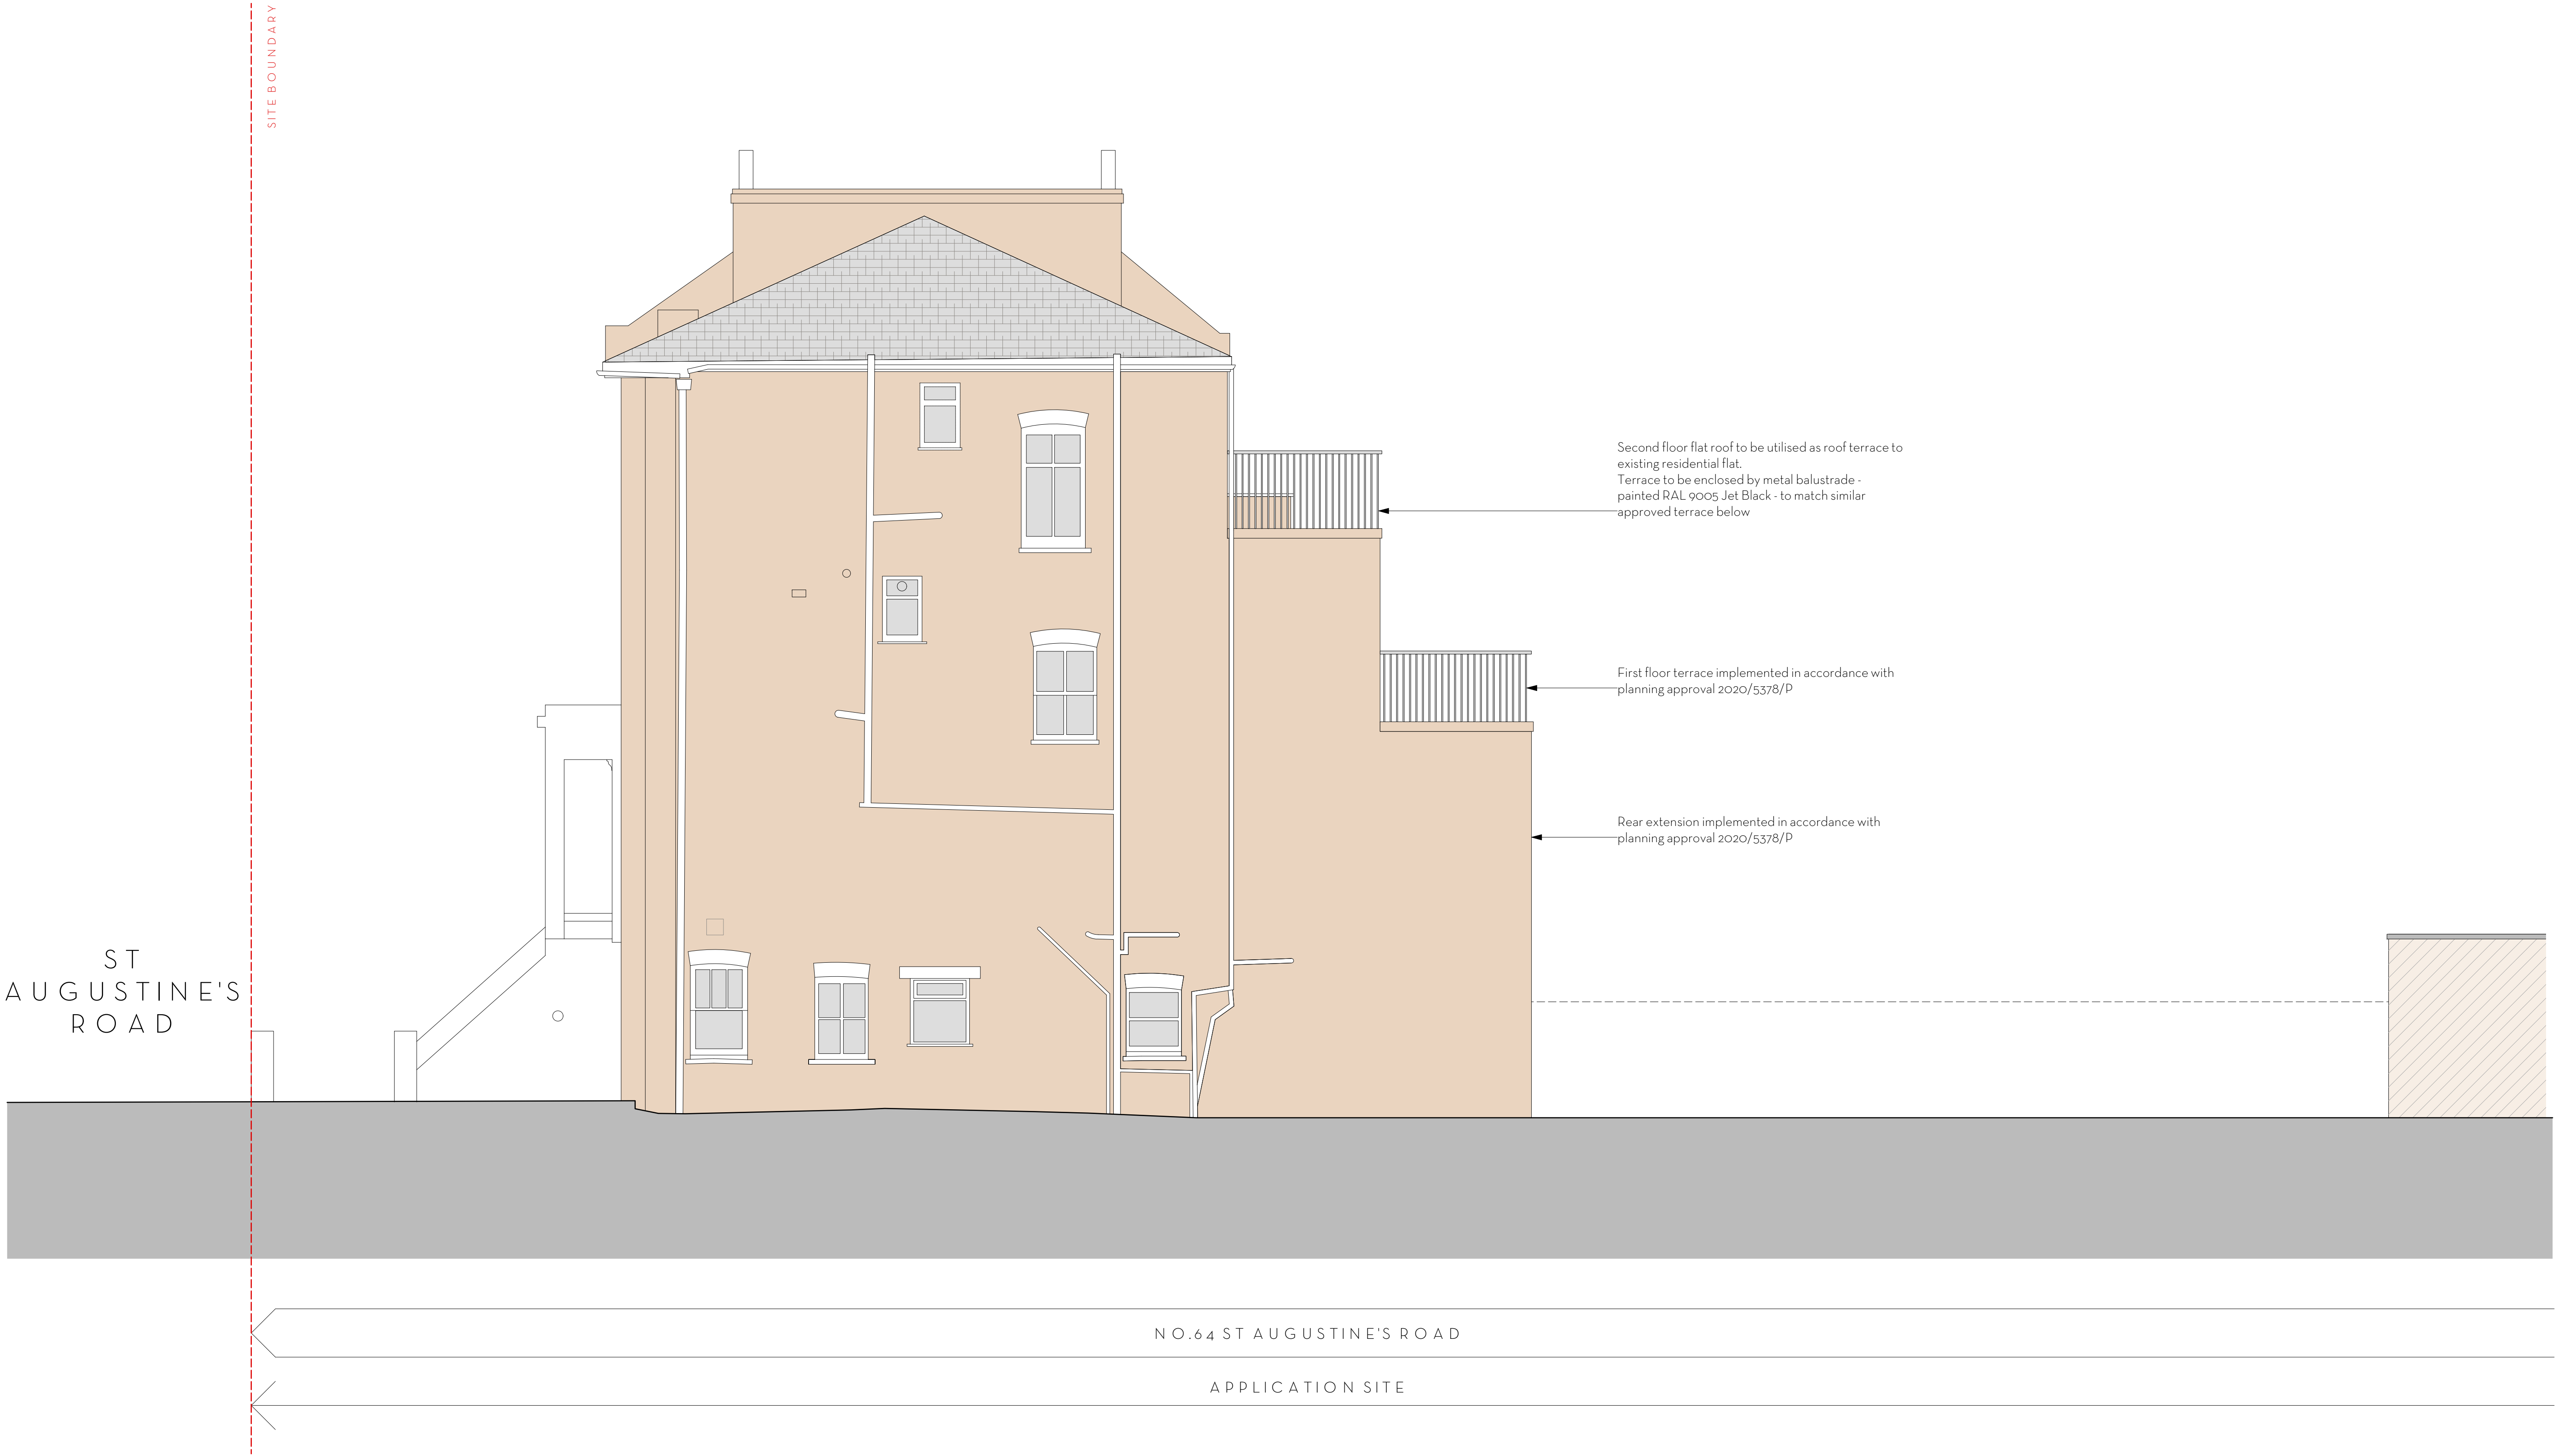 SITE BOUNDARY
Second floor flat roof to be utilised as roof terrace to
existing residential flat.
Terrace to be enclosed by metal balustrade -
painted RAL 9005 Jet Black - to match similar
approved terrace below
First floor terrace implemented in accordance with
planning approval 2020/5378/P
Rear extension implemented in accordance with
planning approval 2020/5378/P
ST
AUGUSTINE'S
ROAD
NO.64 ST AUGUSTINE'S ROAD
APPLICATION SITE